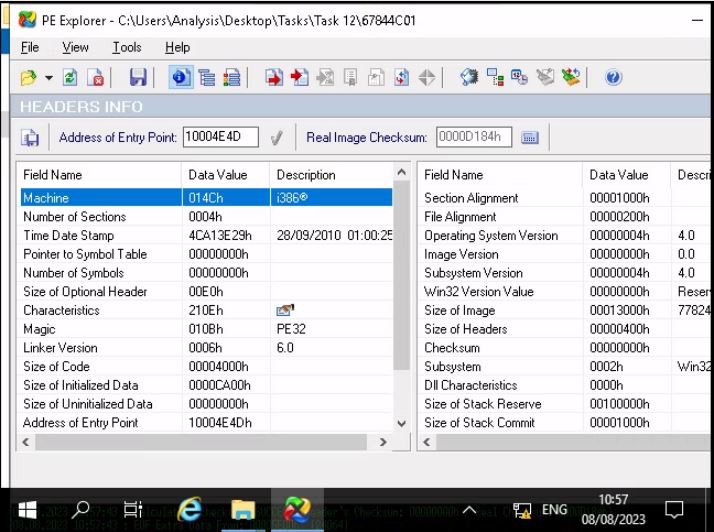 PE Explorer - C:\Users\Analysis\Desktop\Tasks\Task 12\67844C01
File View Tools Help
HEADERS INFO
Address of Entry Point: 10004E4D Real Image Checksum: 0000D184h
Field Name Data Value Description
Machine 014Ch i386®
Number of Sections 0004h
Time Date Stamp 4CA13E29h 28/09/2010 01:00:25
Pointer to Symbol Table 00000000h
Number of Symbols 00000000h
Size of Optional Header 00E0h
Characteristics 210Eh
Magic 010Bh PE32
Linker Version 0006h 6.0
Size of Code 00004000h
Size of Initialized Data 0000CA00h
Size of Uninitialized Data 00000000h
Address of Entry Point 10004E4Dh
Field Name Data Value Descri
Section Alignment 00001000h
File Alignment 00000200h
Operating System Version 00000004h 4.0
Image Version 00000000h 0.0
Subsystem Version 00000004h 4.0
Win32 Version Value 00000000h Reser
Size of Image 00013000h 77824
Size of Headers 00000400h
Checksum 00000000h
Subsystem 0002h Win32
Dll Characteristics 0000h
Size of Stack Reserve 00100000h
Size of Stack Commit 00001000h
ENG
10:57
08/08/2023